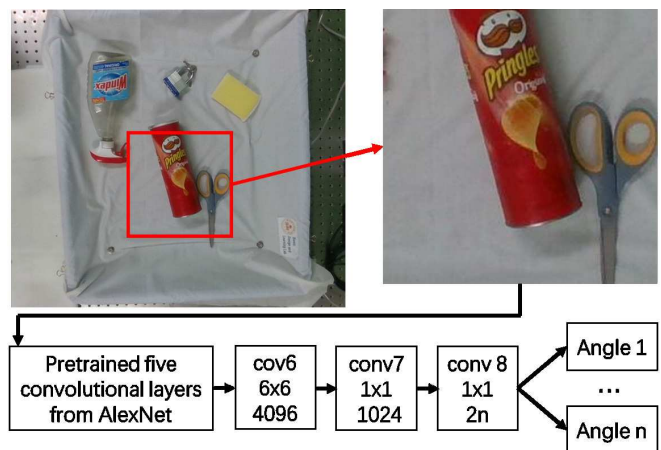 Windex
Pringles
Pringles
Original
Pretrained five
convolutional layers
from AlexNet
cov6
6x6
4096
conv7
1x1
1024
conv 8
1x1
2n
Angle 1
...
Angle n